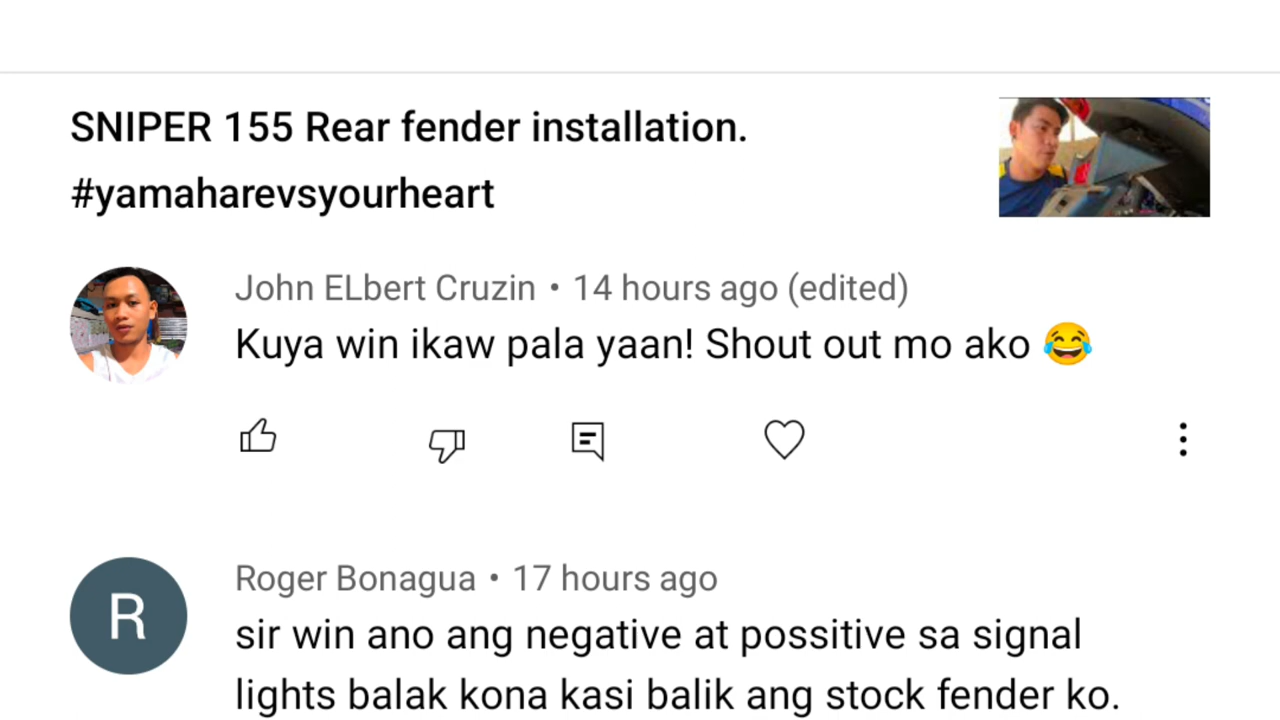 SNIPER 155 Rear fender installation.
#yamaharevsyourheart
John ELbert Cruzin • 14 hours ago (edited)
Kuya win ikaw pala yaan! Shout out mo ako 😂
R
Roger Bonagua • 17 hours ago
sir win ano ang negative at possitive sa signal
lights balak kona kasi balik ang stock fender ko.